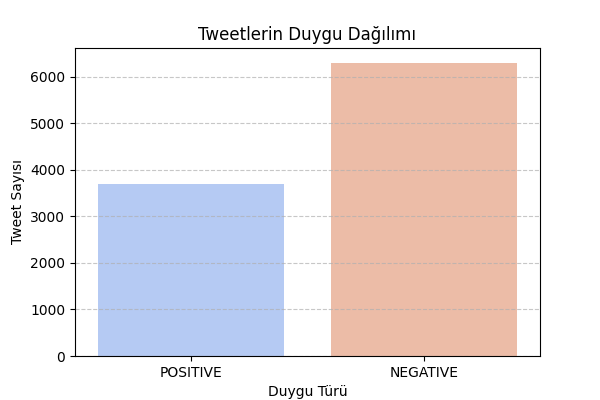 Tweetlerin Duygu Dağılımı
Tweet Sayısı
6000
5000
4000
3000
2000
1000
0
POSITIVE NEGATIVE
Duygu Türü